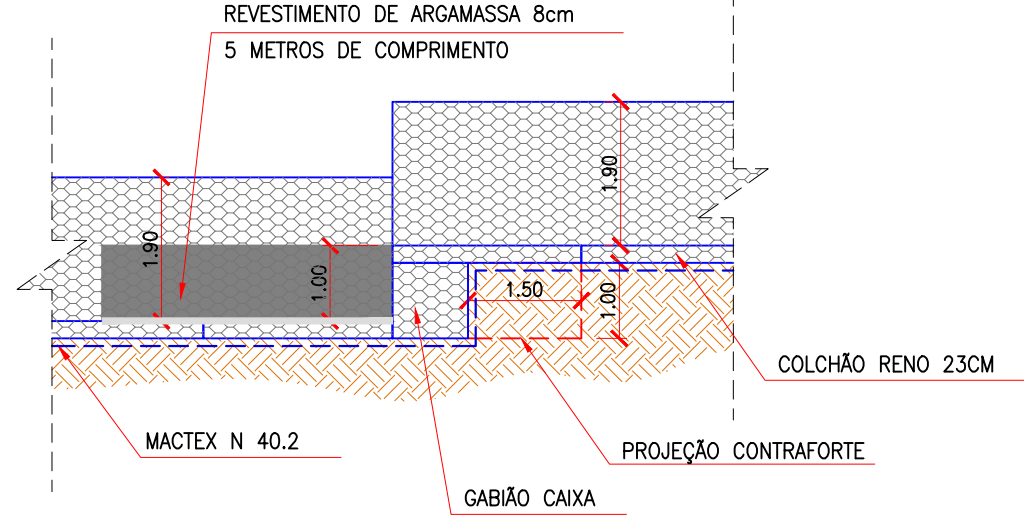 REVESTIMENTO DE ARGAMASSA 8cm
5 METROS DE COMPRIMENTO
1.90
1.90
1.00
1.50
1.00
COLCHÃO RENO 23CM
MACTEX N 40.2
PROJEÇÃO CONTRAFORTE
GABIÃO CAIXA